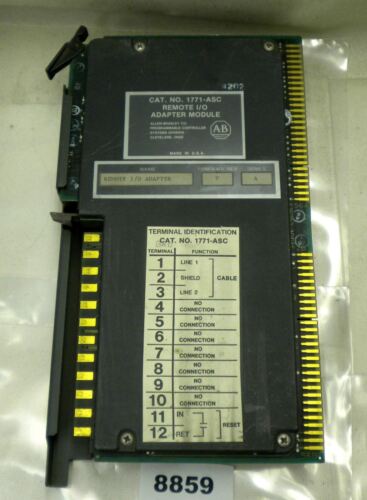 CAT. NO. 1771-ASC
REMOTE I/O
ADAPTER MODULE
ALLEN-BRADLEY CO.
PROGRAMMABLE CONTROLLER
SYSTEMS DIVISION
CLEVELAND, OHIO
AB
MADE IN U.S.A.
NAME
SERIES
REMOTE I/O ADAPTER
A
TERMINAL IDENTIFICATION
CAT. NO. 1771-ASC
TERMINAL FUNCTION
1 LINE 1
2 SHIELD CABLE
3 LINE 2
4 NO CONNECTION
5 NO CONNECTION
6 NO CONNECTION
7 NO CONNECTION
8 NO CONNECTION
9 NO CONNECTION
10 NO CONNECTION
11 IN
RESET
12 RET
8859